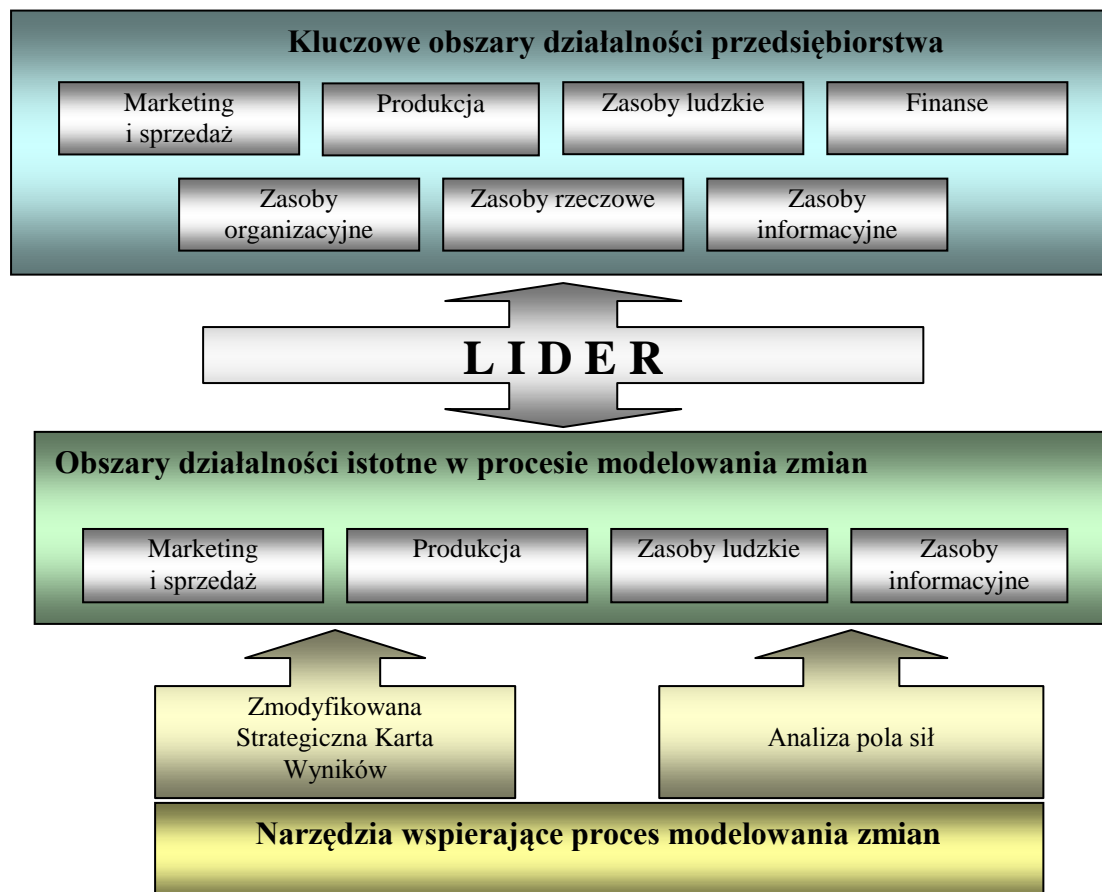 Kluczowe obszary działalności przedsiębiorstwa
Marketing
i sprzedaż
Produkcja
Zasoby ludzkie
Finanse
Zasoby
organizacyjne
Zasoby rzeczowe
Zasoby
informacyjne
L I D E R
Obszary działalności istotne w procesie modelowania zmian
Marketing
i sprzedaż
Produkcja
Zasoby ludzkie
Zasoby
informacyjne
Zmodyfikowana
Strategiczna Karta
Wyników
Analiza pola sił
Narzędzia wspierające proces modelowania zmian